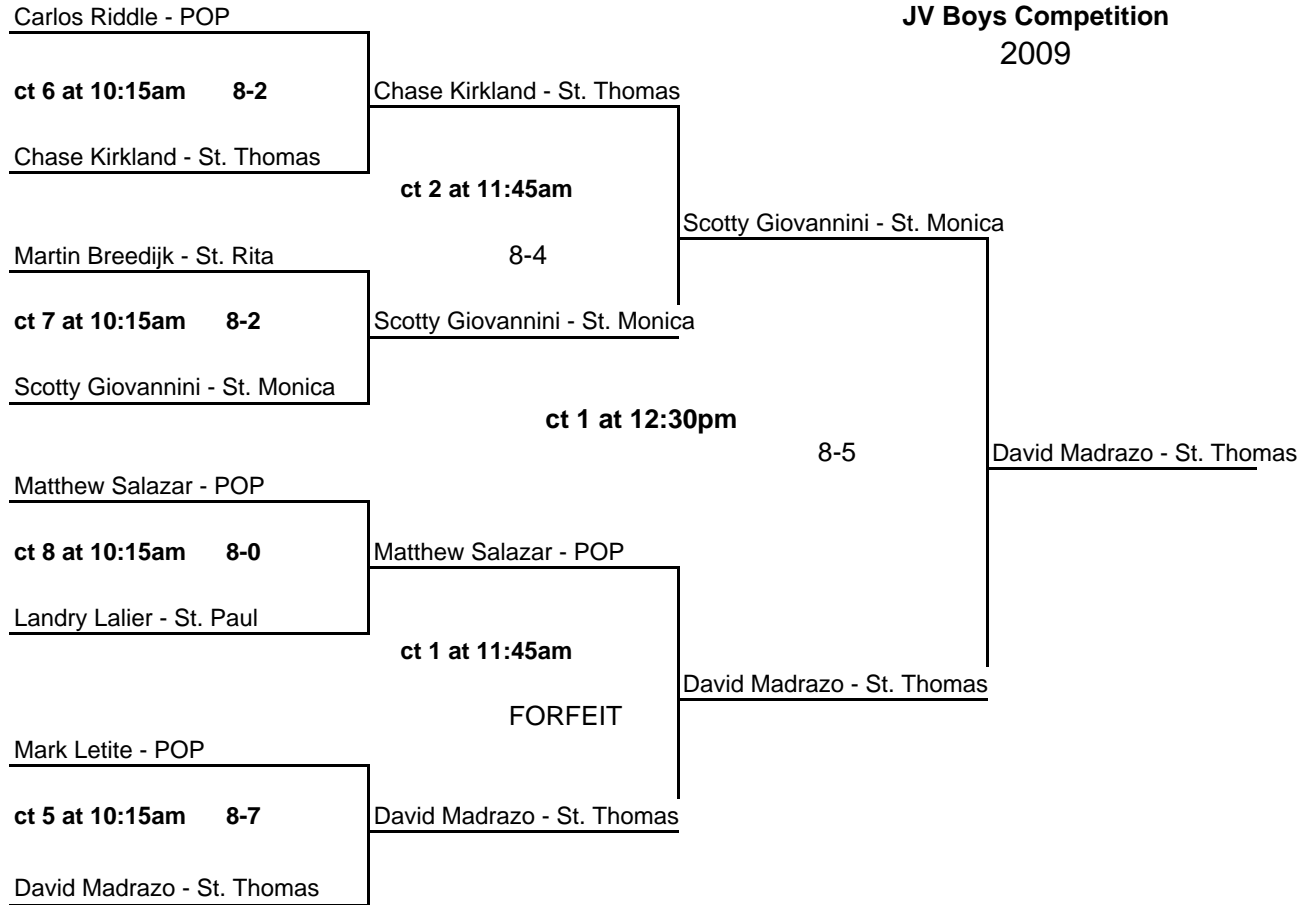 Carlos Riddle - POP
JV Boys Competition
2009
ct 6 at 10:15am 8-2
Chase Kirkland - St. Thomas
Chase Kirkland - St. Thomas
ct 2 at 11:45am
Scotty Giovannini - St. Monica
Martin Breedijk - St. Rita
8-4
ct 7 at 10:15am 8-2
Scotty Giovannini - St. Monica
Scotty Giovannini - St. Monica
ct 1 at 12:30pm
8-5
David Madrazo - St. Thomas
Matthew Salazar - POP
ct 8 at 10:15am 8-0
Matthew Salazar - POP
Landry Lalier - St. Paul
ct 1 at 11:45am
David Madrazo - St. Thomas
FORFEIT
Mark Letite - POP
ct 5 at 10:15am 8-7
David Madrazo - St. Thomas
David Madrazo - St. Thomas